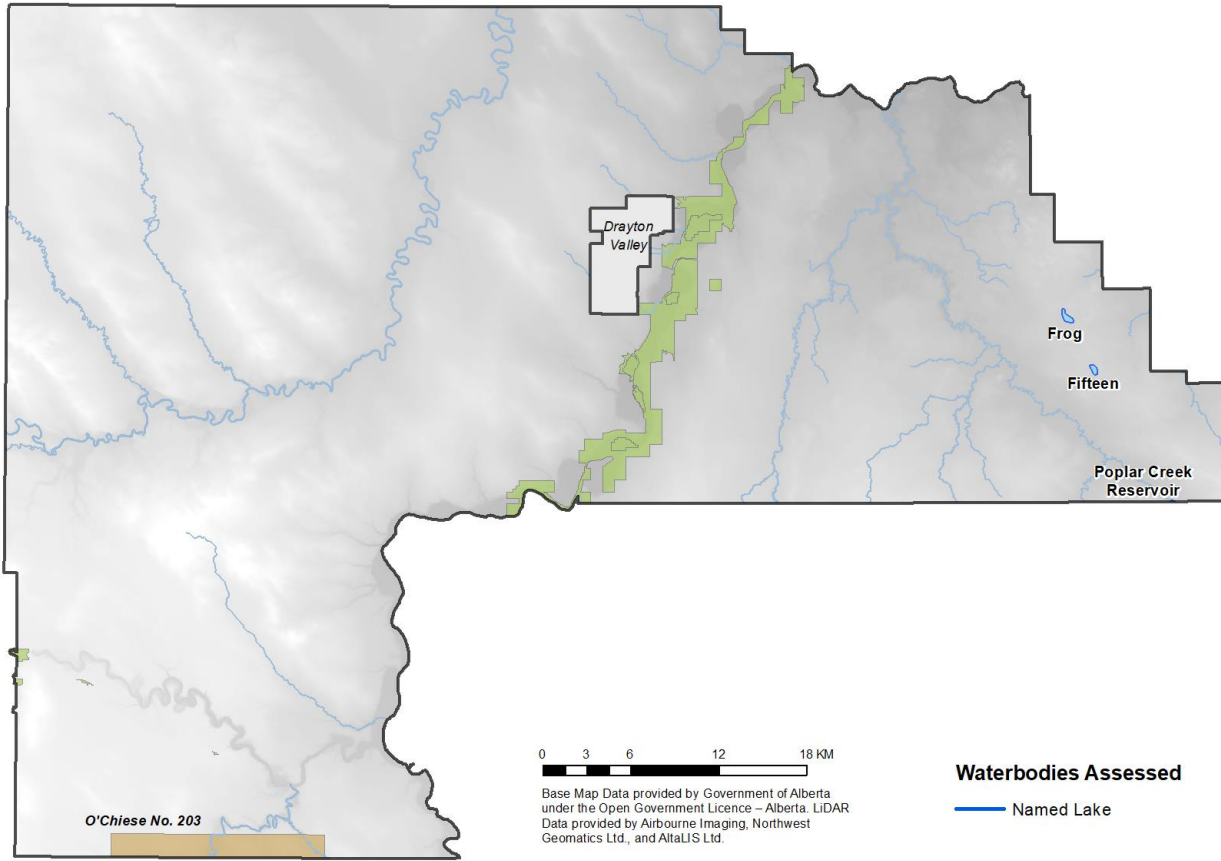 Drayton
Valley
Frog
Fifteen
Poplar Creek
Reservoir
O'Chiese No. 203
0 3 6 12 18 KM
Base Map Data provided by Government of Alberta
under the Open Government Licence – Alberta. LiDAR
Data provided by Airbourne Imaging, Northwest
Geomatics Ltd., and AltaLIS Ltd.
Waterbodies Assessed
Named Lake